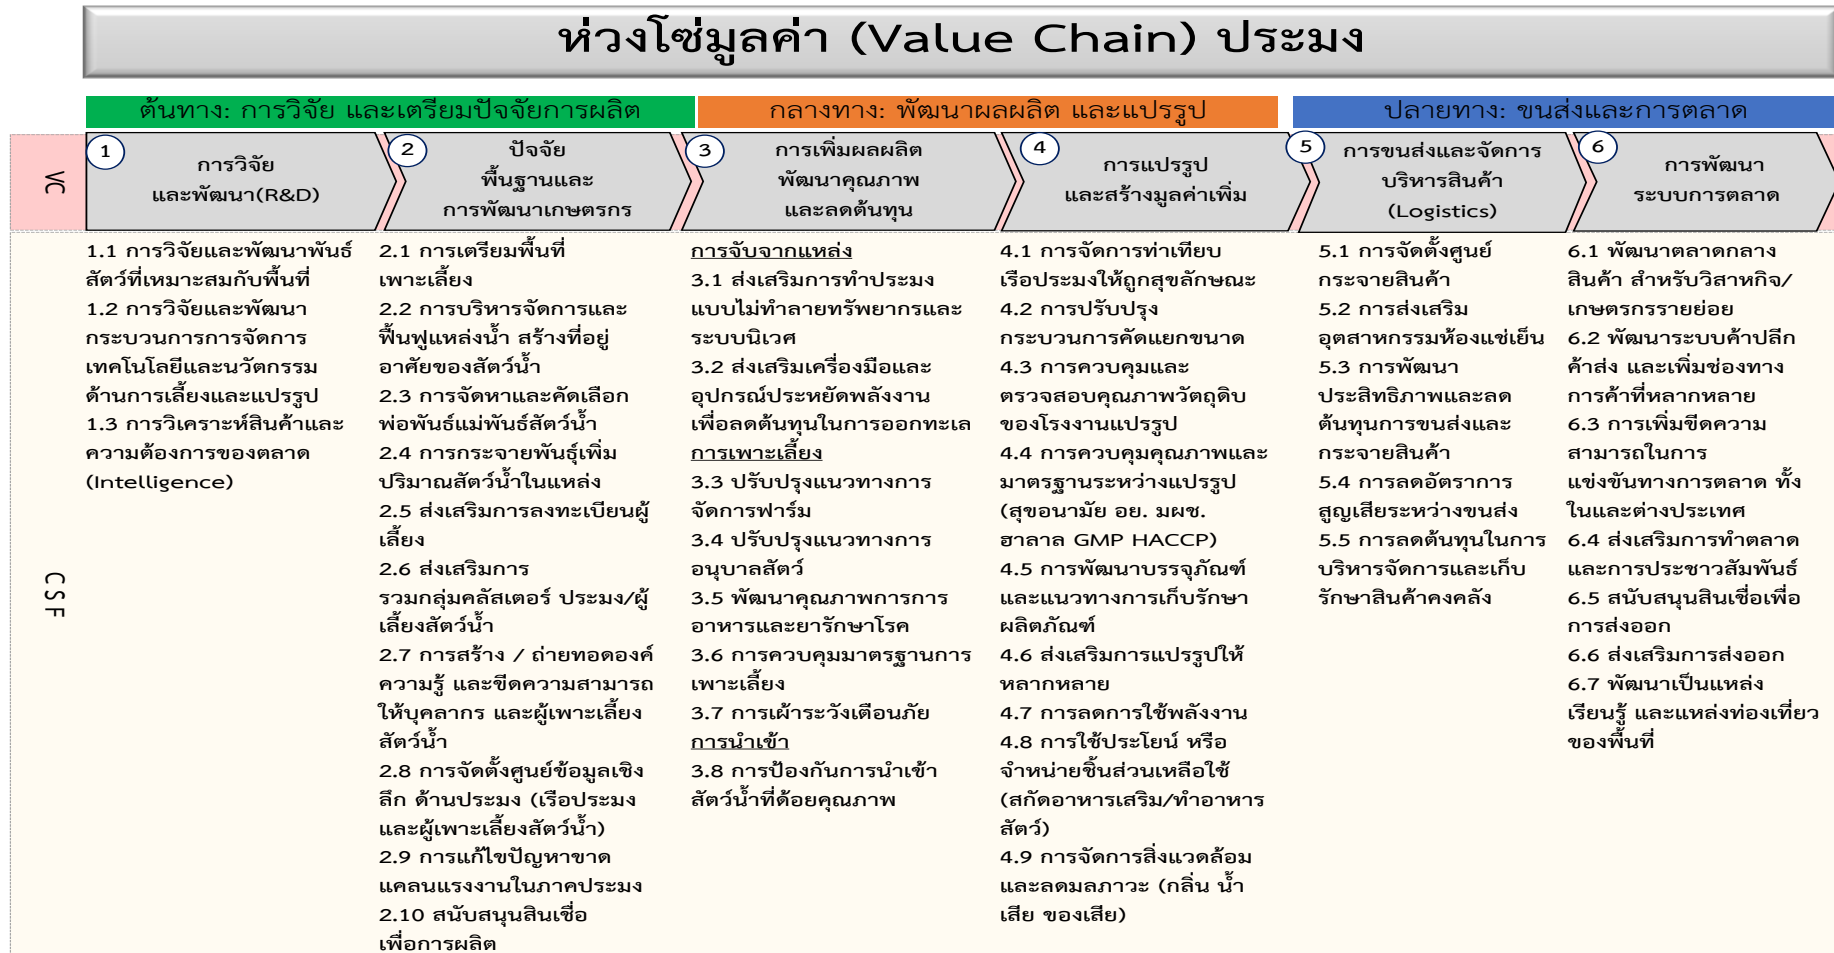 ห่วงโซ่มูลค่า (Value Chain) ประมง
ต้นทาง: การวิจัย และเตรียมปัจจัยการผลิต
กลางทาง: พัฒนาผลผลิต และแปรรูป
ปลายทาง: ขนส่งและการตลาด
VC
1
การวิจัย
และพัฒนา(R&D)
2
ปัจจัย
พื้นฐานและ
การพัฒนาเกษตรกร
3
การเพิ่มผลผลิต
พัฒนาคุณภาพ
และลดต้นทุน
4
การแปรรูป
และสร้างมูลค่าเพิ่ม
5
การขนส่งและจัดการ
บริหารสินค้า
(Logistics)
6
การพัฒนา
ระบบการตลาด
CSF
1.1 การวิจัยและพัฒนาพันธ์
สัตว์ที่เหมาะสมกับพื้นที่
1.2 การวิจัยและพัฒนา
กระบวนการการจัดการ
เทคโนโลยีและนวัตกรรม
ด้านการเลี้ยงและแปรรูป
1.3 การวิเคราะห์สินค้าและ
ความต้องการของตลาด
(Intelligence)
2.1 การเตรียมพื้นที่
เพาะเลี้ยง
2.2 การบริหารจัดการและ
ฟื้นฟูแหล่งน้ำ สร้างที่อยู่
อาศัยของสัตว์น้ำ
2.3 การจัดหาและคัดเลือก
พ่อพันธ์แม่พันธ์สัตว์น้ำ
2.4 การกระจายพันธุ์เพิ่ม
ปริมาณสัตว์น้ำในแหล่ง
2.5 ส่งเสริมการลงทะเบียนผู้
เลี้ยง
2.6 ส่งเสริมการ
รวมกลุ่มคลัสเตอร์ ประมง/ผู้
เลี้ยงสัตว์น้ำ
2.7 การสร้าง / ถ่ายทอดองค์
ความรู้ และขีดความสามารถ
ให้บุคลากร และผู้เพาะเลี้ยง
สัตว์น้ำ
2.8 การจัดตั้งศูนย์ข้อมูลเชิง
ลึก ด้านประมง (เรือประมง
และผู้เพาะเลี้ยงสัตว์น้ำ)
2.9 การแก้ไขปัญหาขาด
แคลนแรงงานในภาคประมง
2.10 สนับสนุนสินเชื่อ
เพื่อการผลิต
การจับจากแหล่ง
3.1 ส่งเสริมการทำประมง
แบบไม่ทำลายทรัพยากรและ
ระบบนิเวศ
3.2 ส่งเสริมเครื่องมือและ
อุปกรณ์ประหยัดพลังงาน
เพื่อลดต้นทุนในการออกทะเล
การเพาะเลี้ยง
3.3 ปรับปรุงแนวทางการ
จัดการฟาร์ม
3.4 ปรับปรุงแนวทางการ
อนุบาลสัตว์
3.5 พัฒนาคุณภาพการการ
อาหารและยารักษาโรค
3.6 การควบคุมมาตรฐานการ
เพาะเลี้ยง
3.7 การเฝ้าระวังเตือนภัย
การนำเข้า
3.8 การป้องกันการนำเข้า
สัตว์น้ำที่ด้อยคุณภาพ
4.1 การจัดการท่าเทียบ
เรือประมงให้ถูกสุขลักษณะ
4.2 การปรับปรุง
กระบวนการคัดแยกขนาด
4.3 การควบคุมและ
ตรวจสอบคุณภาพวัตถุดิบ
ของโรงงานแปรรูป
4.4 การควบคุมคุณภาพและ
มาตรฐานระหว่างแปรรูป
(สุขอนามัย อย. มผช.
ฮาลาล GMP HACCP)
4.5 การพัฒนาบรรจุภัณฑ์
และแนวทางการเก็บรักษา
ผลิตภัณฑ์
4.6 ส่งเสริมการแปรรูปให้
หลากหลาย
4.7 การลดการใช้พลังงาน
4.8 การใช้ประโยน์ หรือ
จำหน่ายชิ้นส่วนเหลือใช้
(สกัดอาหารเสริม/ทำอาหาร
สัตว์)
4.9 การจัดการสิ่งแวดล้อม
และลดมลภาวะ (กลิ่น น้ำ
เสีย ของเสีย)
5.1 การจัดตั้งศูนย์
กระจายสินค้า
5.2 การส่งเสริม
อุตสาหกรรมห้องแช่เย็น
5.3 การพัฒนา
ประสิทธิภาพและลด
ต้นทุนการขนส่งและ
กระจายสินค้า
5.4 การลดอัตราการ
สูญเสียระหว่างขนส่ง
5.5 การลดต้นทุนในการ
บริหารจัดการและเก็บ
รักษาสินค้าคงคลัง
6.1 พัฒนาตลาดกลาง
สินค้า สำหรับวิสาหกิจ/
เกษตรกรรายย่อย
6.2 พัฒนาระบบค้าปลีก
ค้าส่ง และเพิ่มช่องทาง
การค้าที่หลากหลาย
6.3 การเพิ่มขีดความ
สามารถในการ
แข่งขันทางการตลาด ทั้ง
ในและต่างประเทศ
6.4 ส่งเสริมการทำตลาด
และการประชาวสัมพันธ์
6.5 สนับสนุนสินเชื่อเพื่อ
การส่งออก
6.6 ส่งเสริมการส่งออก
6.7 พัฒนาเป็นแหล่ง
เรียนรู้ และแหล่งท่องเที่ยว
ของพื้นที่